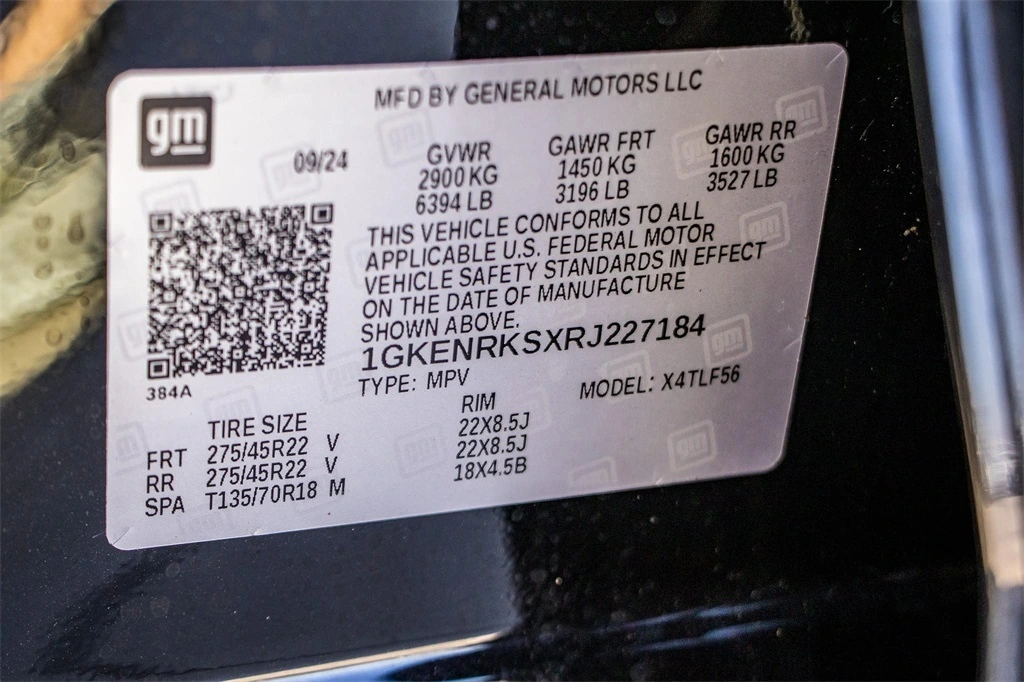 gm
MFD BY GENERAL MOTORS LLC
09/24
GVWR GAWR FRT GAWR RR
2900 KG 1450 KG 1600 KG
6394 LB 3196 LB 3527 LB
THIS VEHICLE CONFORMS TO ALL
APPLICABLE U.S. FEDERAL MOTOR
VEHICLE SAFETY STANDARDS IN EFFECT
ON THE DATE OF MANUFACTURE
SHOWN ABOVE.
1GKENRKSXRJ227184
384A
TYPE: MPV MODEL: X4TLF56
TIRE SIZE RIM
FRT 275/45R22 V 22X8.5J
RR 275/45R22 V 22X8.5J
SPA T135/70R18 M 18X4.5B